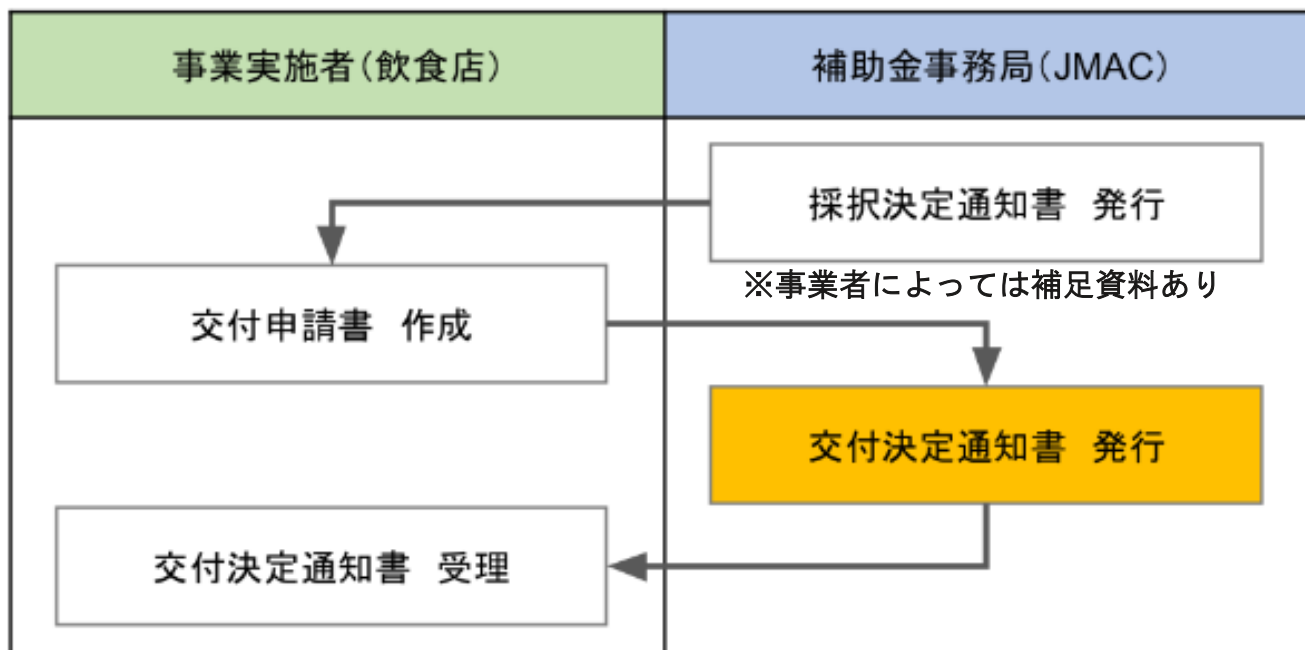 事業実施者（飲食店）
補助金事務局（JMAC）
採択決定通知書　発行
※事業者によっては補足資料あり
交付申請書　作成
交付決定通知書　発行
交付決定通知書　受理